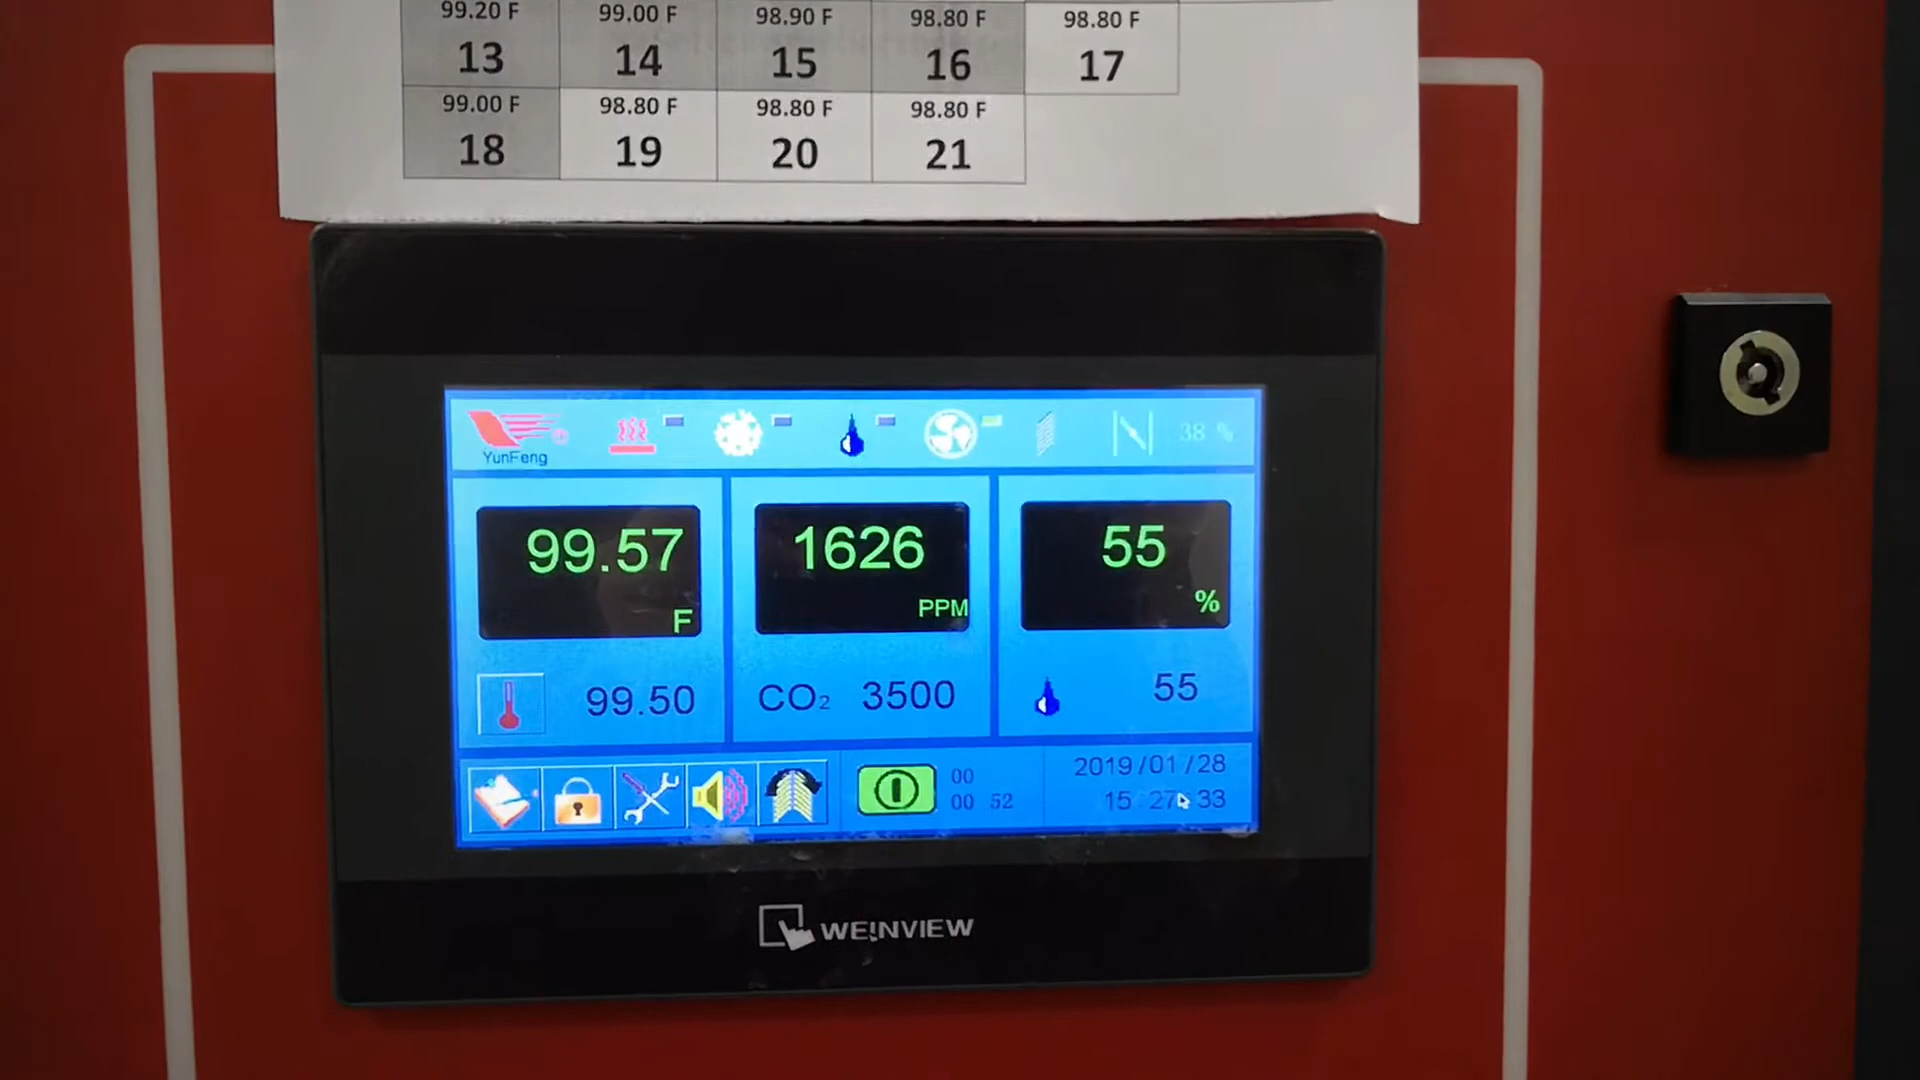 99.20 F 99.00 F 98.90 F 98.80 F 98.80 F
13 14 15 16 17
99.00 F 98.80 F 98.80 F 98.80 F
18 19 20 21
YunFeng
38 %
99.57 1626 55
F PPM %
99.50 CO₂ 3500 55
00 2019/01/28
00 52 15 27 33
WEINVIEW